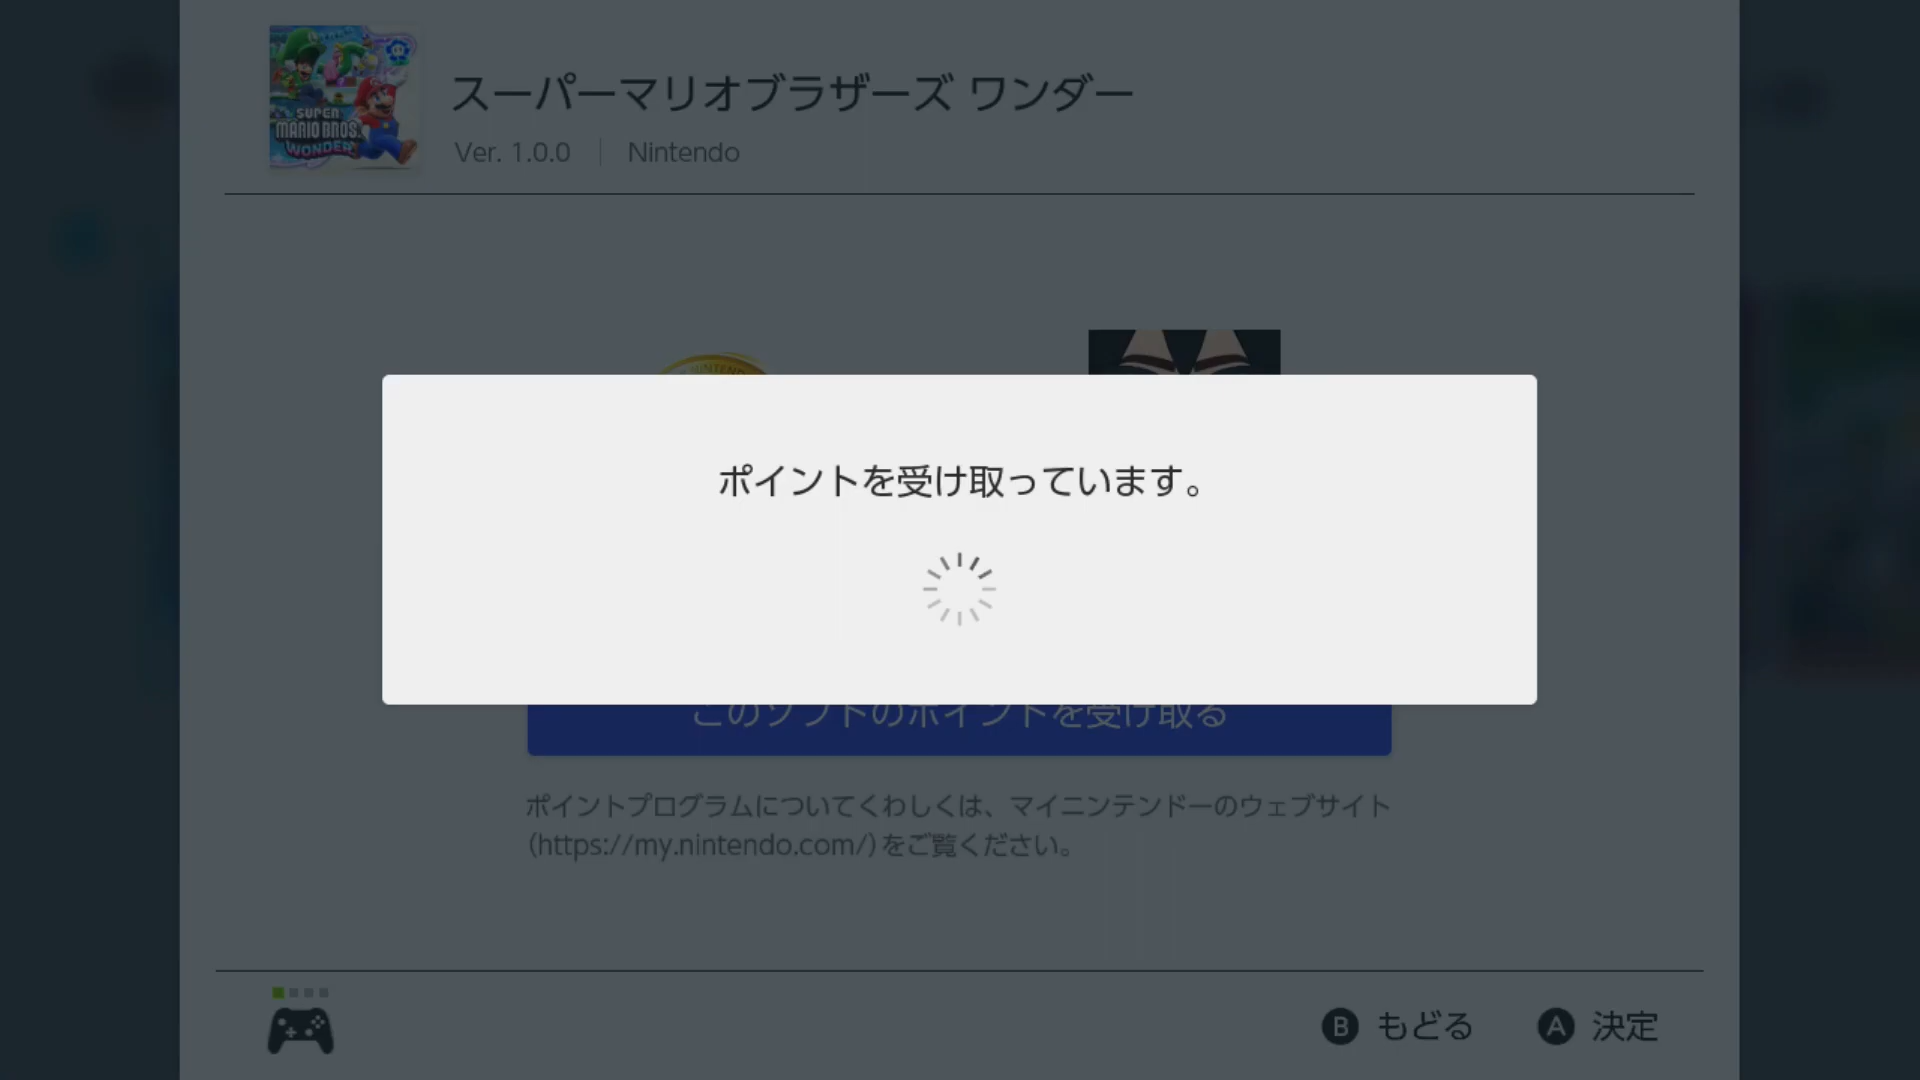 スーパーマリオブラザーズ ワンダー
SUPER
MARIO BROS.
WONDER
Ver. 1.0.0
Nintendo
NINTENDO
ポイントを受け取っています。
このソフトのポイントを受け取る
ポイントプログラムについてくわしくは、マイニンテンドーのウェブサイト
(https://my.nintendo.com/)をご覧ください。
B もどる
A 決定